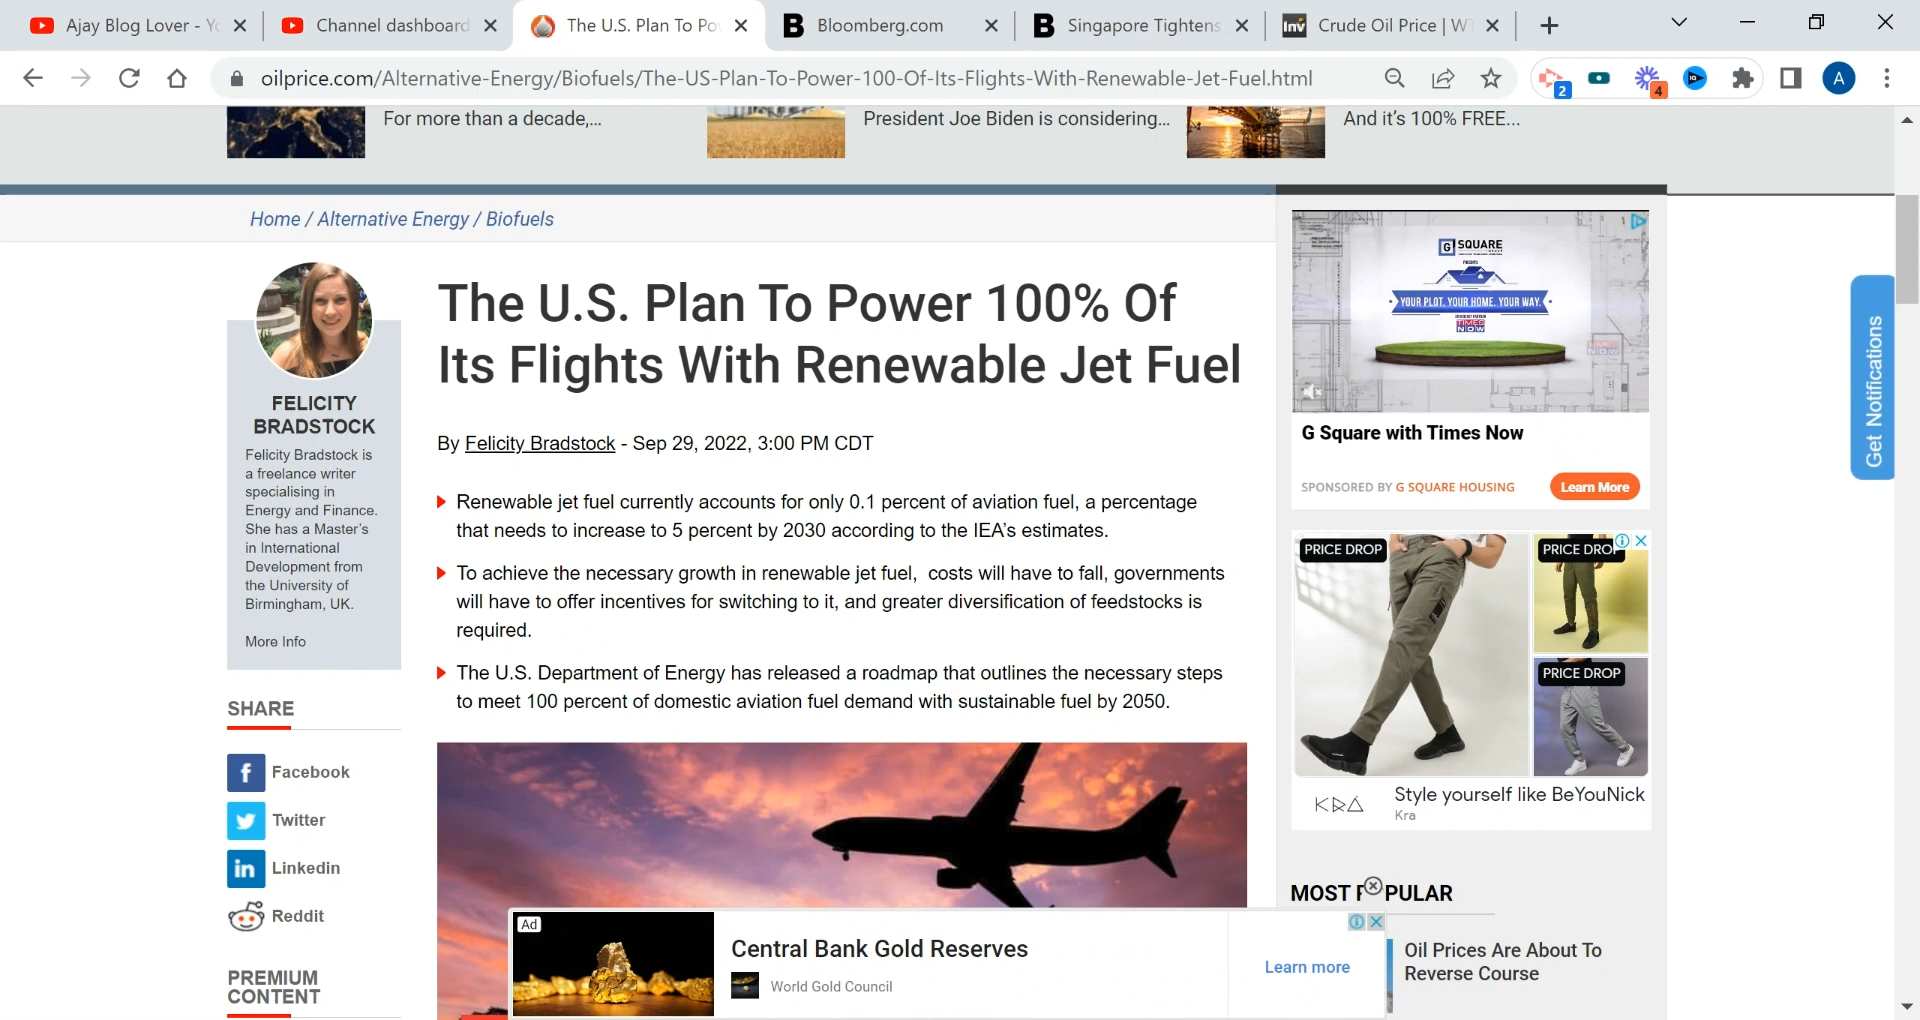 Ajay Blog Lover - Yo
Channel dashboard
The U.S. Plan To Pow
B Bloomberg.com
B Singapore Tightens
Inv Crude Oil Price | WT
oilprice.com/Alternative-Energy/Biofuels/The-US-Plan-To-Power-100-Of-Its-Flights-With-Renewable-Jet-Fuel.html
2
4
A
For more than a decade,...
President Joe Biden is considering...
And it's 100% FREE...
Home / Alternative Energy / Biofuels
FELICITY
BRADSTOCK
Felicity Bradstock is
a freelance writer
specialising in
Energy and Finance.
She has a Master's
in International
Development from
the University of
Birmingham, UK.
More Info
SHARE
f Facebook
Twitter
in Linkedin
Reddit
PREMIUM
CONTENT
The U.S. Plan To Power 100% Of
Its Flights With Renewable Jet Fuel
By Felicity Bradstock - Sep 29, 2022, 3:00 PM CDT
Renewable jet fuel currently accounts for only 0.1 percent of aviation fuel, a percentage
that needs to increase to 5 percent by 2030 according to the IEA's estimates.
To achieve the necessary growth in renewable jet fuel, costs will have to fall, governments
will have to offer incentives for switching to it, and greater diversification of feedstocks is
required.
The U.S. Department of Energy has released a roadmap that outlines the necessary steps
to meet 100 percent of domestic aviation fuel demand with sustainable fuel by 2050.
Ad
Central Bank Gold Reserves
World Gold Council
Learn more
G SQUARE
PRESENTS
YOUR PLOT. YOUR HOME. YOUR WAY.
TIMES
NOW
G Square with Times Now
SPONSORED BY G SQUARE HOUSING
Learn More
PRICE DROP
PRICE DROP
PRICE DROP
Style yourself like BeYouNick
Kra
MOST POPULAR
Oil Prices Are About To
Reverse Course
Get Notifications